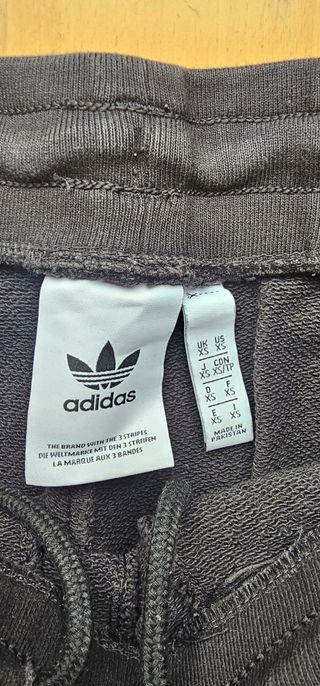 adidas
THE BRAND WITH THE 3 STRIPES
DIE WELTMARKE MIT DEN 3 STREIFEN
LA MARQUE AUX 3 BANDES
UK US
XS XS
J CDN
XS XS/TP
D F
XS XS
E I
XS XS
MADE IN
PAKISTAN